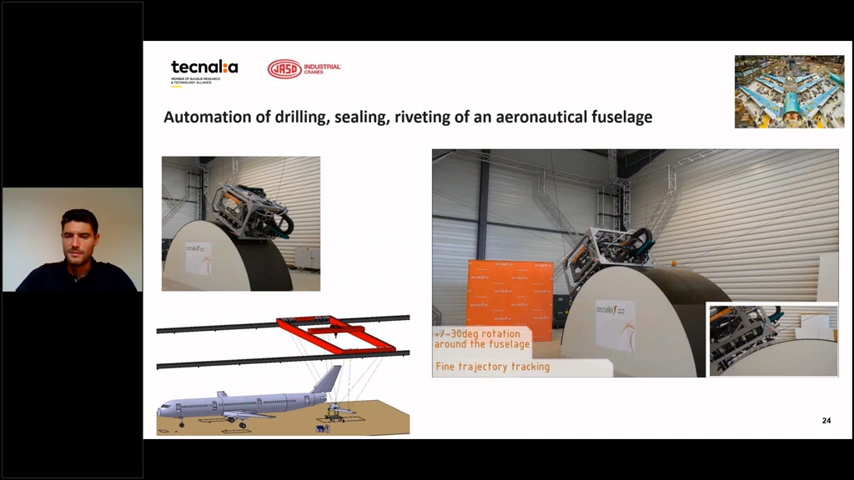 tecnalia
MEMBER OF BASQUE RESEARCH
& TECHNOLOGY ALLIANCE
JASO INDUSTRIAL
CRANES
Automation of drilling, sealing, riveting of an aeronautical fuselage
tecnalia
tecnalia
+/-30deg rotation
around the fuselage
Fine trajectory tracking
24